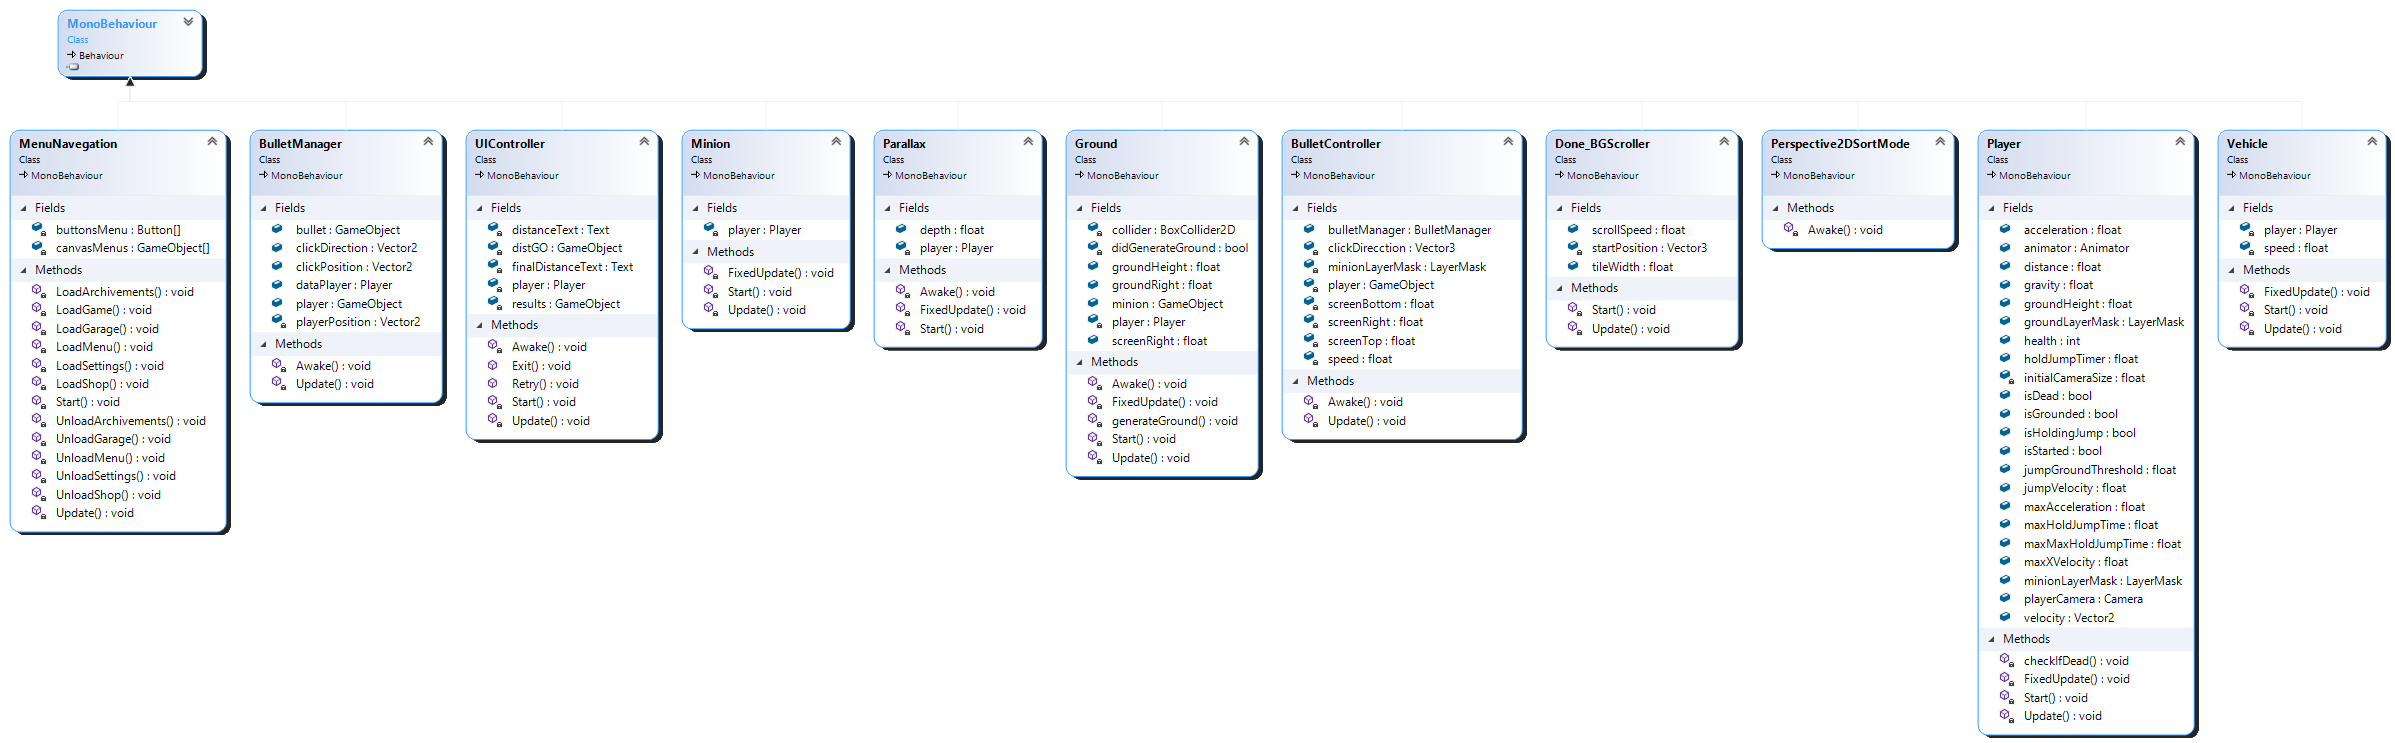 MonoBehaviour
Class
Behaviour
MenuNavegation
Class
MonoBehaviour
Fields
buttonsMenu : Button[]
canvasMenus : GameObject[]
Methods
LoadArchivements() : void
LoadGame() : void
LoadGarage() : void
LoadMenu() : void
LoadSettings() : void
LoadShop() : void
Start() : void
UnloadArchivements() : void
UnloadGarage() : void
UnloadMenu() : void
UnloadSettings() : void
UnloadShop() : void
Update() : void
BulletManager
Class
MonoBehaviour
Fields
bullet : GameObject
clickDirection : Vector2
clickPosition : Vector2
dataPlayer : Player
player : GameObject
playerPosition : Vector2
Methods
Awake() : void
Update() : void
UIController
Class
MonoBehaviour
Fields
distanceText : Text
distGO : GameObject
finalDistanceText : Text
player : Player
results : GameObject
Methods
Awake() : void
Exit() : void
Retry() : void
Start() : void
Update() : void
Minion
Class
MonoBehaviour
Fields
player : Player
Methods
FixedUpdate() : void
Start() : void
Update() : void
Parallax
Class
MonoBehaviour
Fields
depth : float
player : Player
Methods
Awake() : void
FixedUpdate() : void
Start() : void
Ground
Class
MonoBehaviour
Fields
collider : BoxCollider2D
didGenerateGround : bool
groundHeight : float
groundRight : float
minion : GameObject
player : Player
screenRight : float
Methods
Awake() : void
FixedUpdate() : void
generateGround() : void
Start() : void
Update() : void
BulletController
Class
MonoBehaviour
Fields
bulletManager : BulletManager
clickDirecction : Vector3
minionLayerMask : LayerMask
player : GameObject
screenBottom : float
screenRight : float
screenTop : float
speed : float
Methods
Awake() : void
Update() : void
Done_BGScroller
Class
MonoBehaviour
Fields
scrollSpeed : float
startPosition : Vector3
tileWidth : float
Methods
Start() : void
Update() : void
Perspective2DSortMode
Class
MonoBehaviour
Methods
Awake() : void
Player
Class
MonoBehaviour
Fields
acceleration : float
animator : Animator
distance : float
gravity : float
groundHeight : float
groundLayerMask : LayerMask
health : int
holdJumpTimer : float
initialCameraSize : float
isDead : bool
isGrounded : bool
isHoldingJump : bool
isStarted : bool
jumpGroundThreshold : float
jumpVelocity : float
maxAcceleration : float
maxHoldJumpTime : float
maxMaxHoldJumpTime : float
maxXVelocity : float
minionLayerMask : LayerMask
playerCamera : Camera
velocity : Vector2
Methods
checkIfDead() : void
FixedUpdate() : void
Start() : void
Update() : void
Vehicle
Class
MonoBehaviour
Fields
player : Player
speed : float
Methods
FixedUpdate() : void
Start() : void
Update() : void